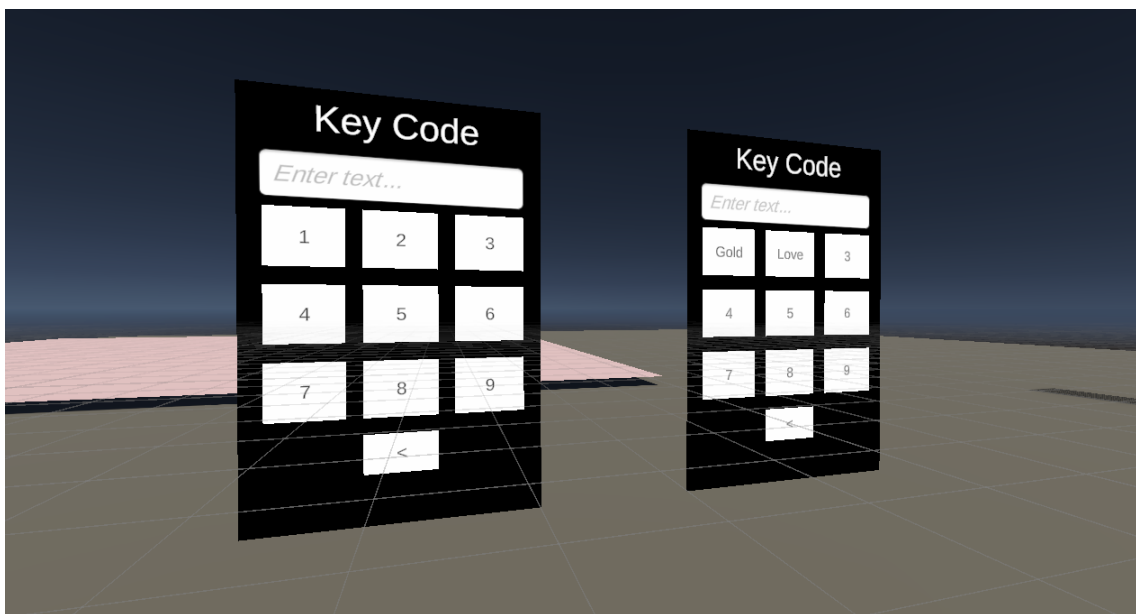 Key Code
Enter text...
1 2 3
4 5 6
7 8 9
<
Key Code
Enter text...
Gold Love 3
4 5 6
7 8 9
<